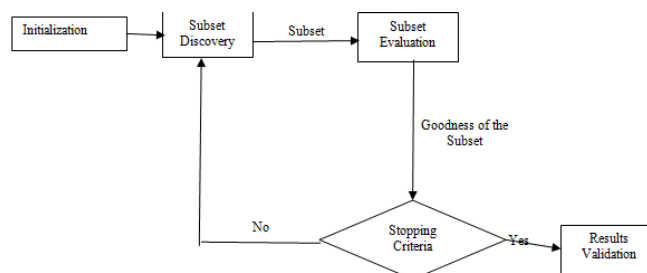 Initialization
Subset
Discovery
Subset
Subset
Evaluation
Goodness of the
Subset
No
Stopping
Criteria
Yes
Results
Validation